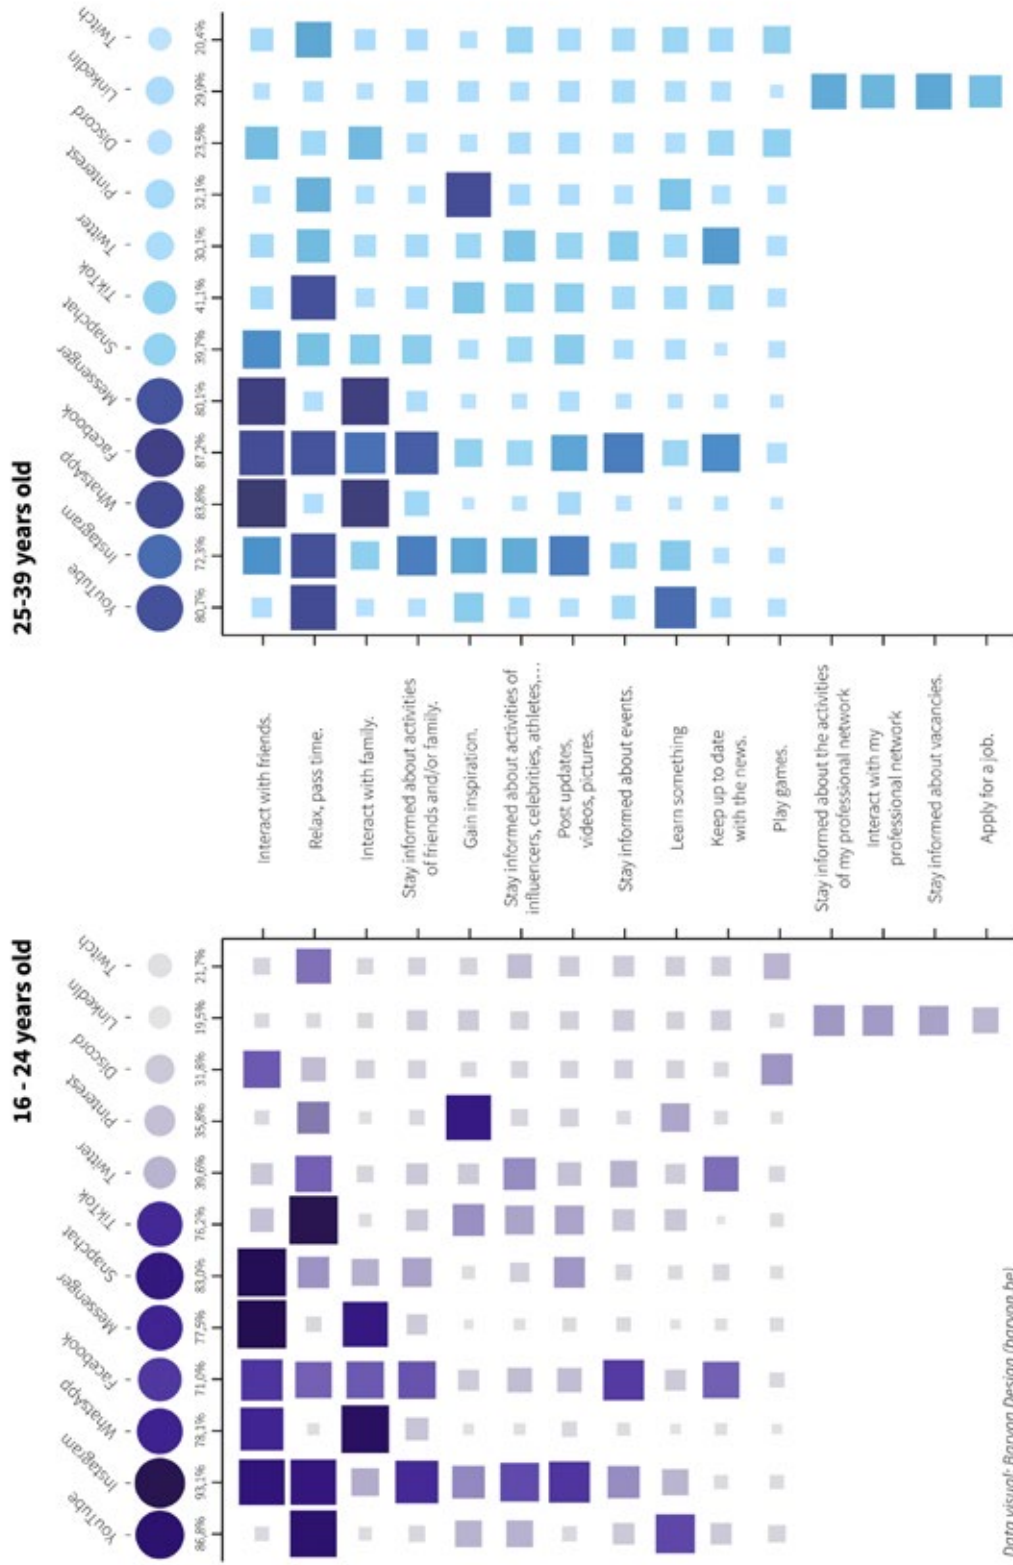 16 - 24 years old
YouTube
Instagram
WhatsApp
Facebook
Messenger
Snapchat
TikTok
Twitter
Pinterest
Discord
LinkedIn
Twitch
86,8%
93,1%
78,1%
71,0%
77,5%
83,0%
76,2%
39,6%
35,8%
31,8%
19,5%
21,7%
Interact with friends.
Relax, pass time.
Interact with family.
Stay informed about activities
of friends and/or family.
Gain inspiration.
Stay informed about activities of
influencers, celebrities, athletes,…
Post updates,
videos, pictures.
Stay informed about events.
Learn something
Keep up to date
with the news.
Play games.
Stay informed about the activities
of my professional network
Interact with my
professional network
Stay informed about vacancies.
Apply for a job.
25-39 years old
YouTube
Instagram
WhatsApp
Facebook
Messenger
Snapchat
TikTok
Twitter
Pinterest
Discord
LinkedIn
Twitch
80,7%
72,3%
83,8%
87,2%
80,1%
39,7%
41,1%
30,1%
32,1%
23,5%
29,9%
20,4%
Data visual: Baryon Design (baryon.be)